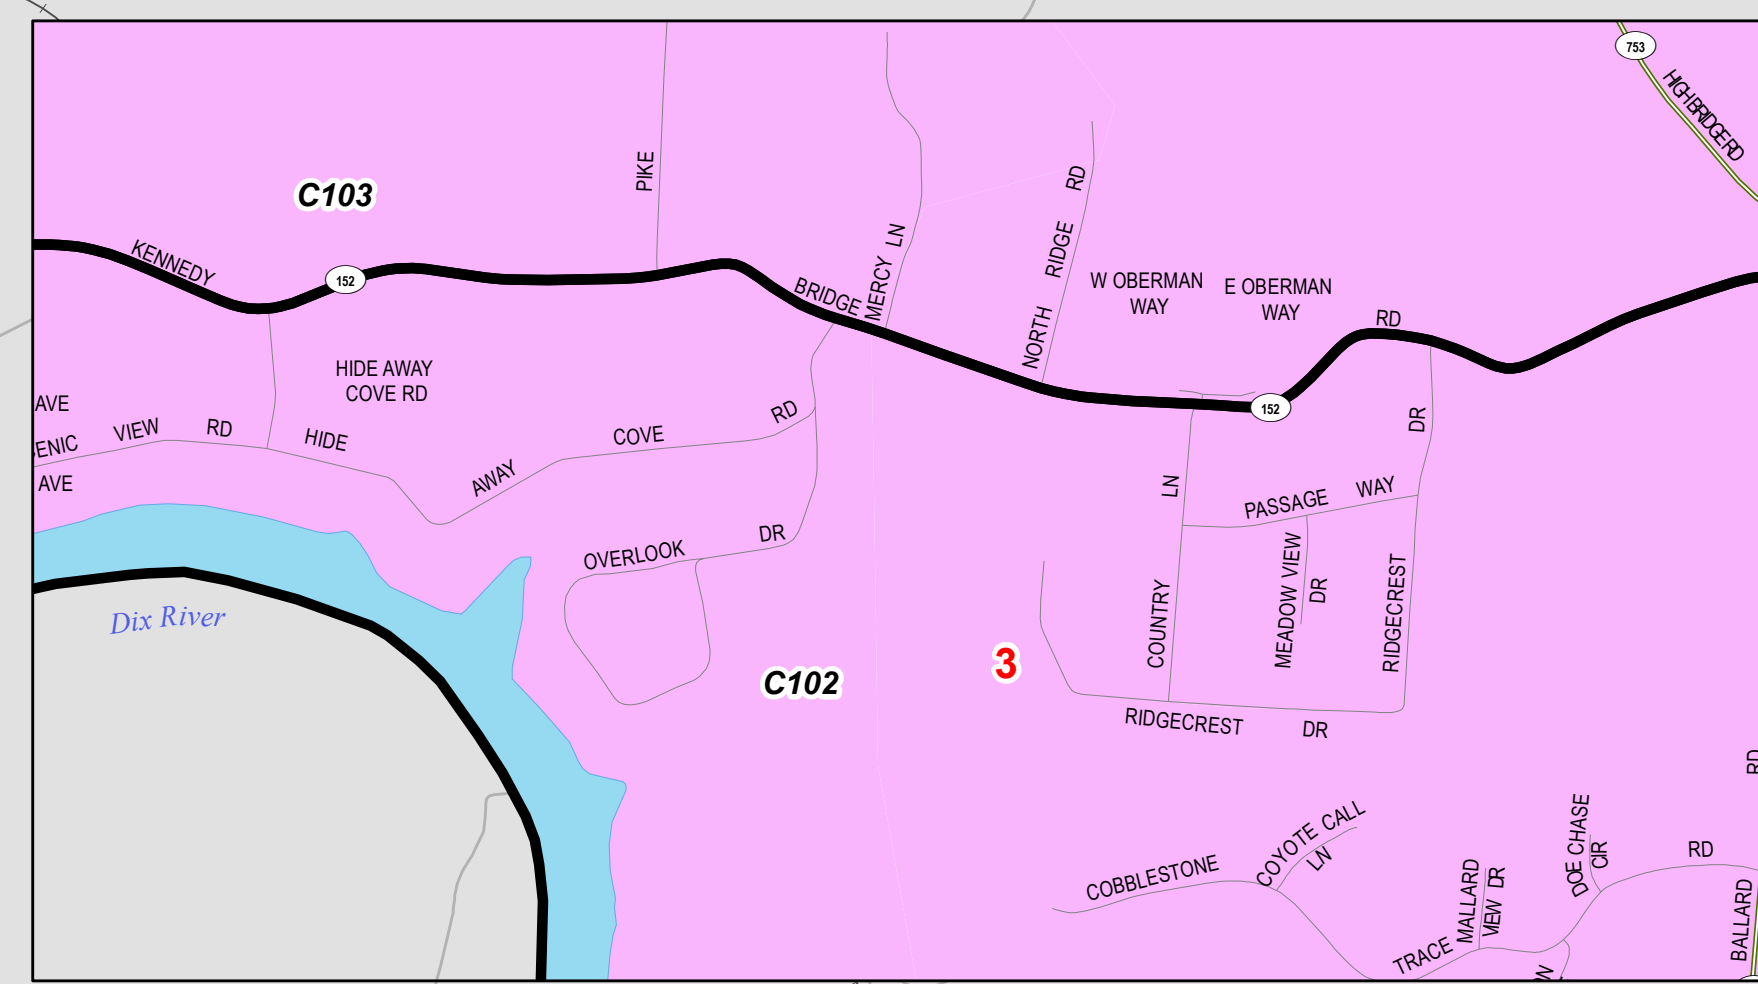 753
HIGHBRIDGE RD
PIKE
C103
RD
KENNEDY
152
MERCY LN
RIDGE
BRIDGE
W OBERMAN
WAY
E OBERMAN
WAY
NORTH
RD
HIDE AWAY
COVE RD
AVE
152
VIEW
RD
HIDE
COVE
RD
DR
ENIC
AVE
AWAY
LN
PASSAGE
WAY
OVERLOOK
DR
MEADOW VIEW
DR
Dix River
COUNTRY
RIDGECREST
3
C102
RIDGECREST
DR
RD
COYOTE CALL
LN
COBBLESTONE
DOE CHASE
CIR
RD
MALLARD
VIEW DR
BALLARD
TRACE
W